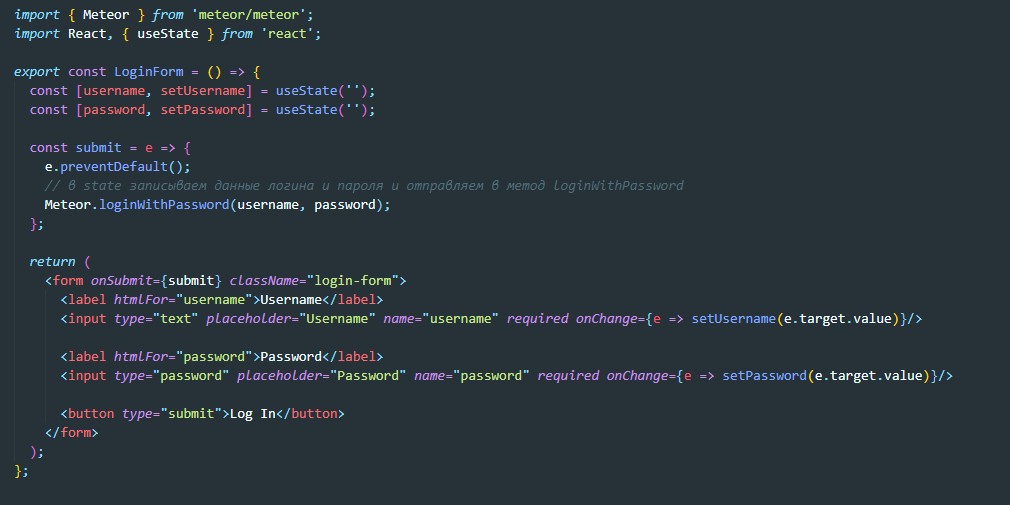 import { Meteor } from 'meteor/meteor';
import React, { useState } from 'react';
export const LoginForm = () => {
const [username, setUsername] = useState('');
const [password, setPassword] = useState('');
const submit = e => {
e.preventDefault();
// в state записываем данные логина и пароля и отправляем в метод loginWithPassword
Meteor.loginWithPassword(username, password);
};
return (
<form onSubmit={submit} className="login-form">
<label htmlFor="username">Username</label>
<input type="text" placeholder="Username" name="username" required onChange={e => setUsername(e.target.value)}/>
<label htmlFor="password">Password</label>
<input type="password" placeholder="Password" name="password" required onChange={e => setPassword(e.target.value)}/>
<button type="submit">Log In</button>
</form>
);
};